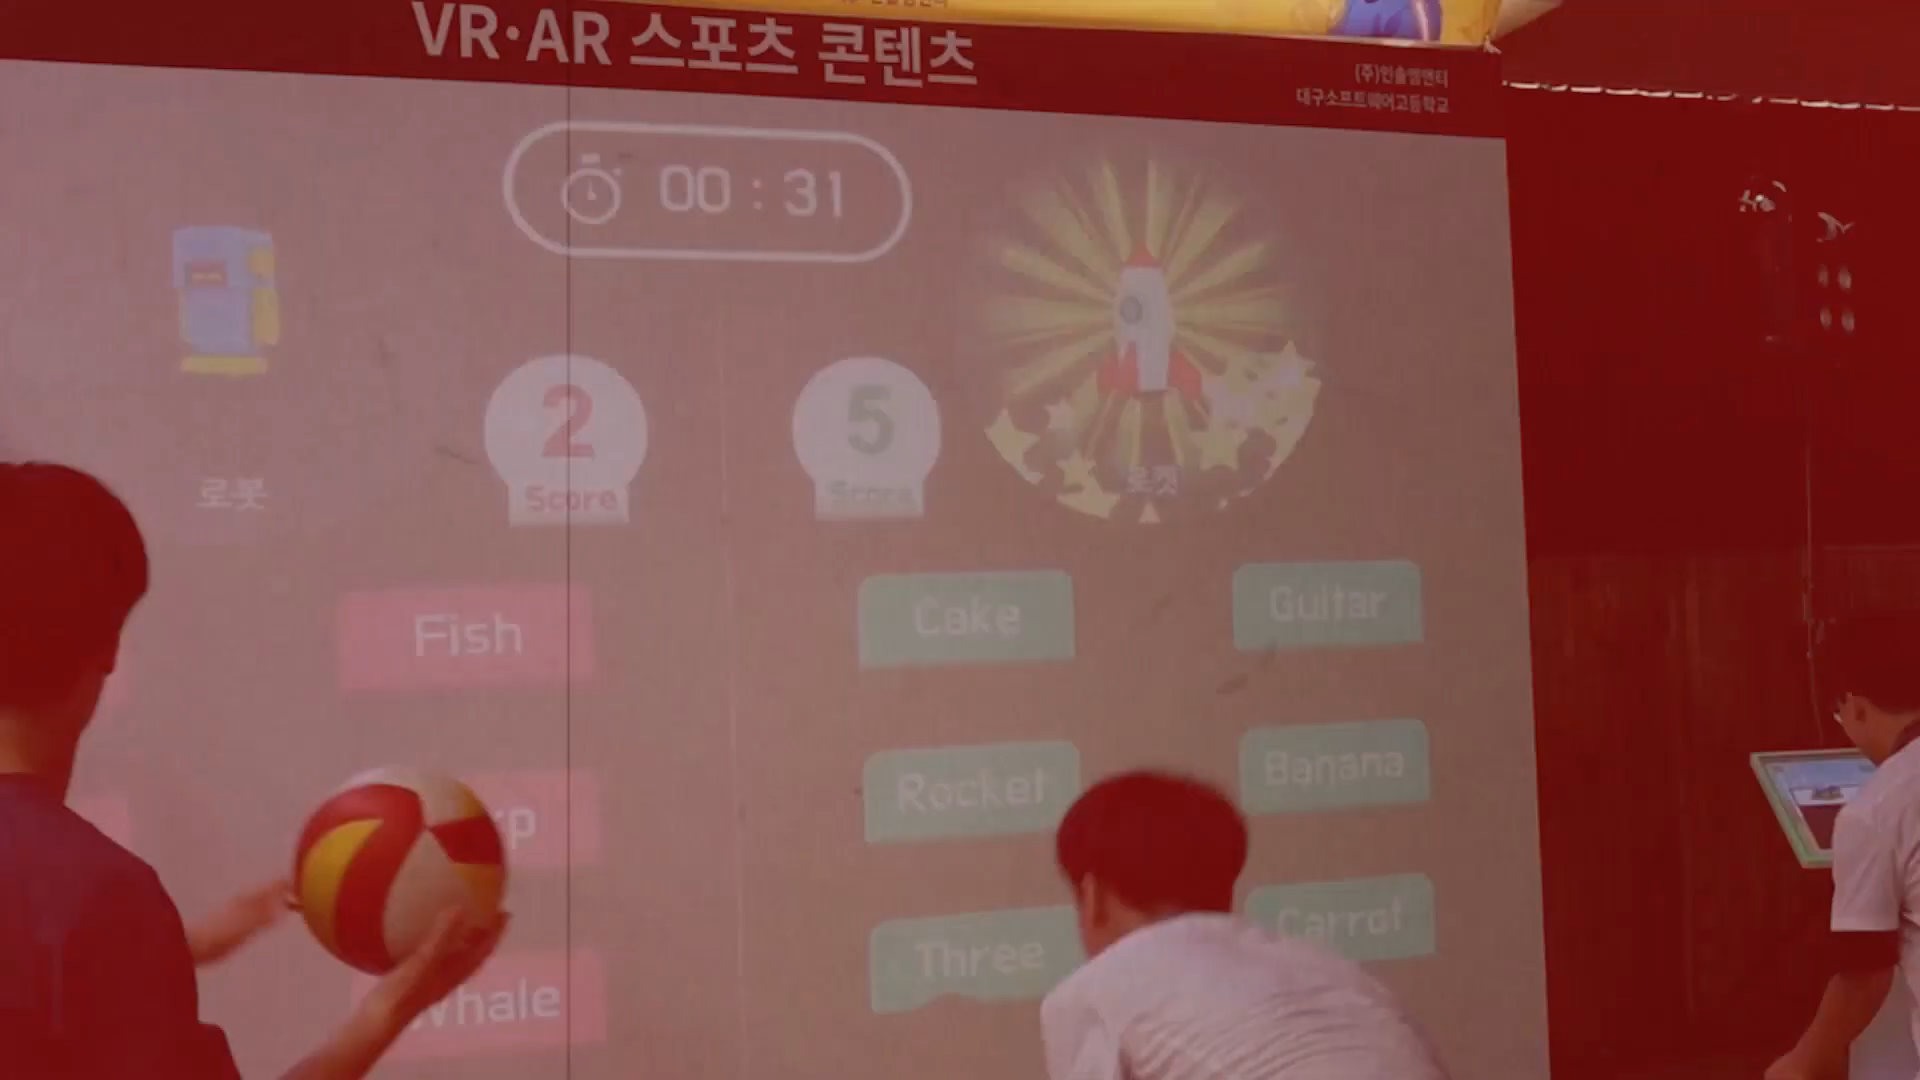 VR·AR 스포츠 콘텐츠
(주)인솔엠앤티
대구소프트웨어고등학교
00 : 31
2
Score
5
Score
로봇
로켓
Fish
Cake
Guitar
Rocket
Banana
Whale
Three
Carrot